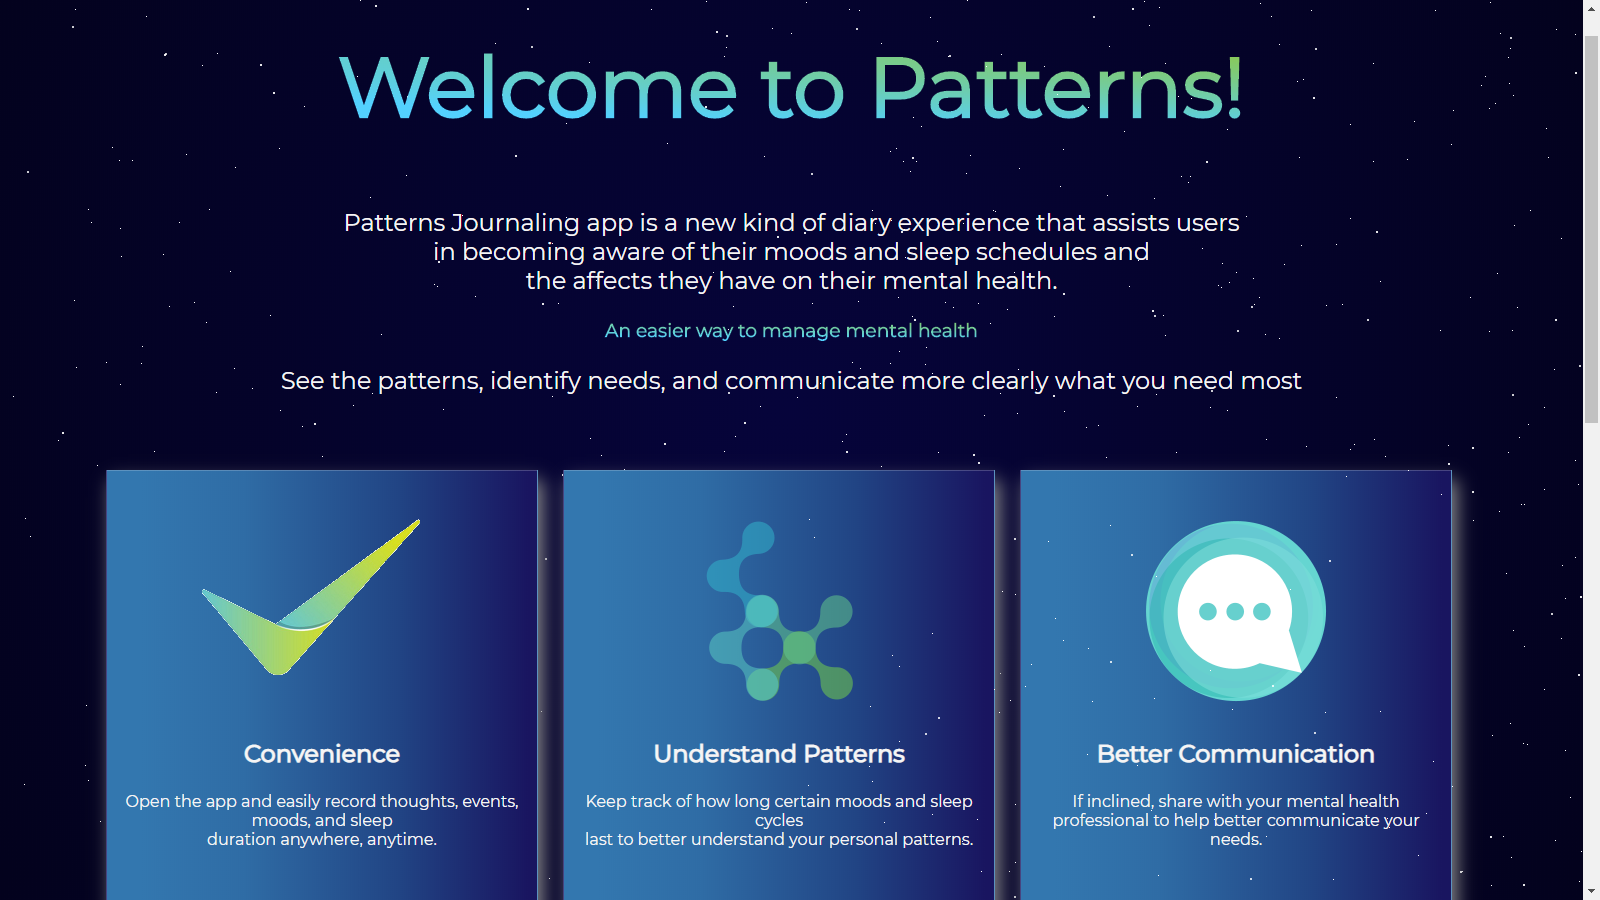 Welcome to Patterns!
Patterns Journaling app is a new kind of diary experience that assists users
in becoming aware of their moods and sleep schedules and
the affects they have on their mental health.
An easier way to manage mental health
See the patterns, identify needs, and communicate more clearly what you need most
Convenience
Open the app and easily record thoughts, events,
moods, and sleep
duration anywhere, anytime.
Understand Patterns
Keep track of how long certain moods and sleep
cycles
last to better understand your personal patterns.
Better Communication
If inclined, share with your mental health
professional to help better communicate your
needs.